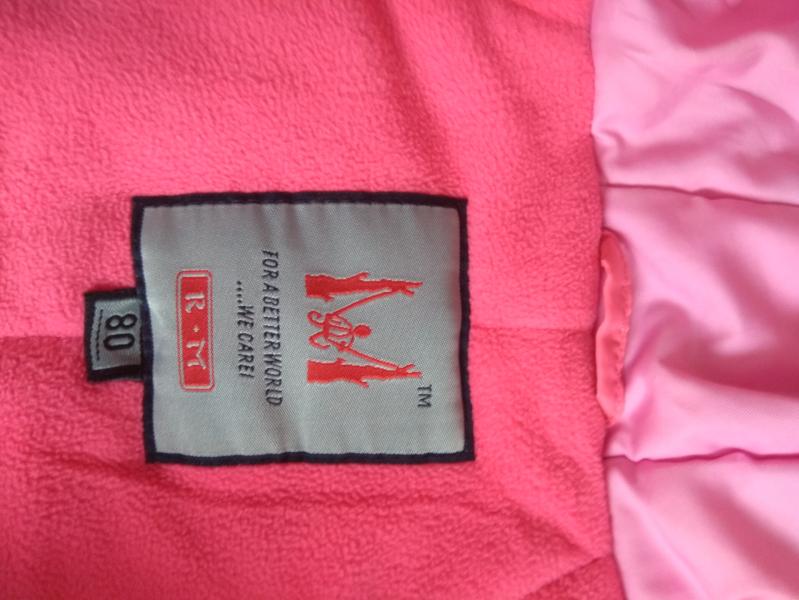 TM
FOR A BETTER WORLD
....WE CARE!
R·M
80